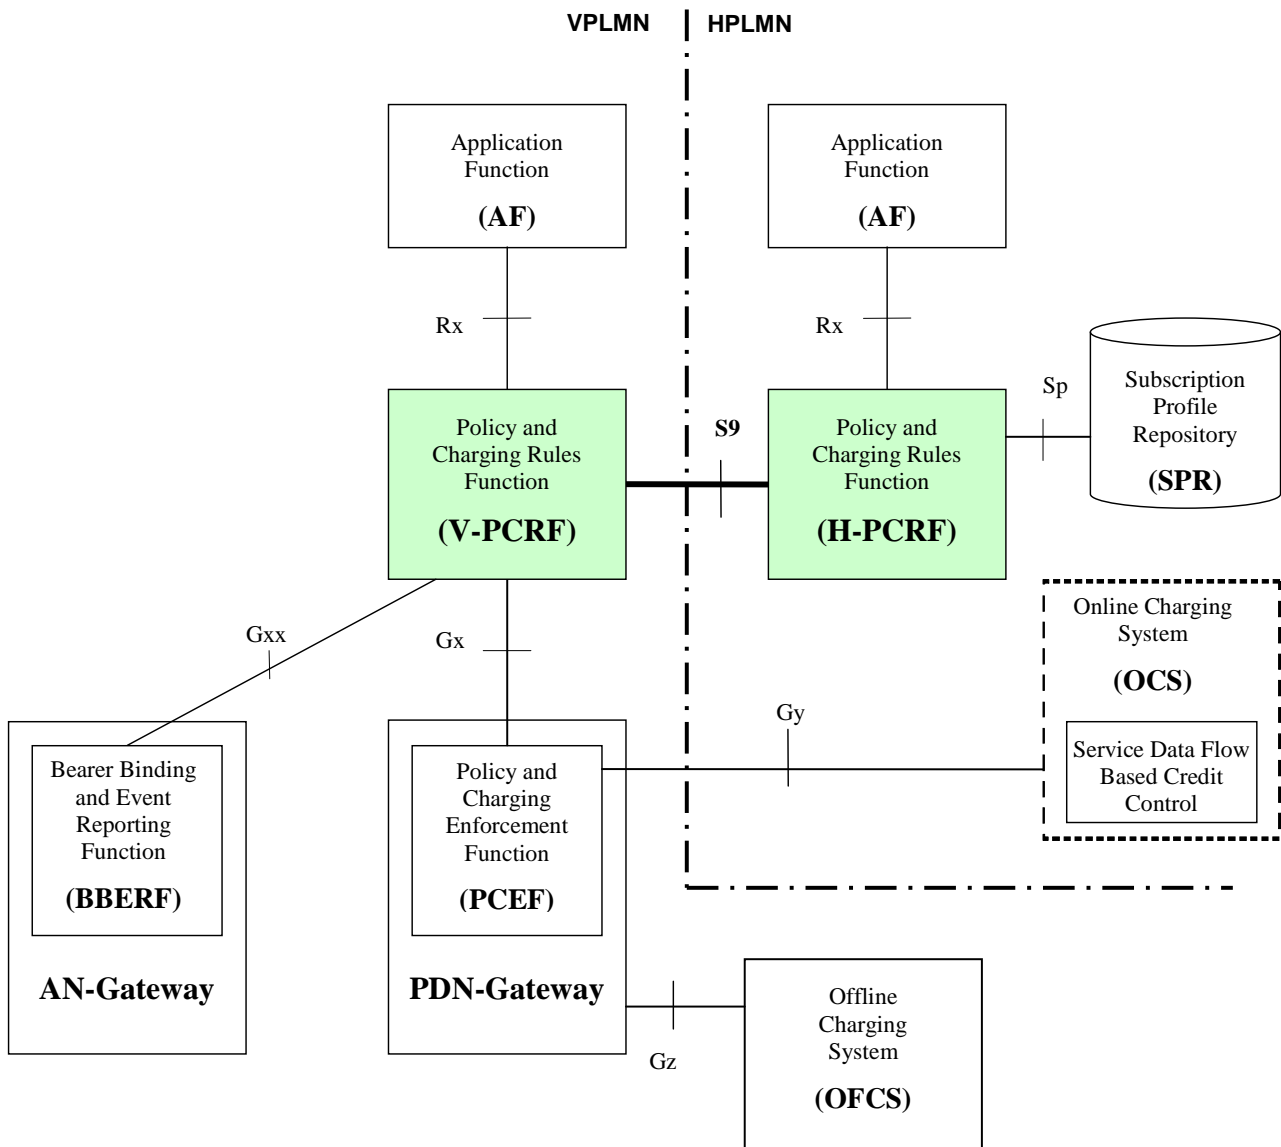 VPLMN
HPLMN
Application
Function
(AF)
Application
Function
(AF)
Rx
Rx
Policy and
Charging Rules
Function
(V-PCRF)
S9
Policy and
Charging Rules
Function
(H-PCRF)
Sp
Subscription
Profile
Repository
(SPR)
Gxx
Gx
Online Charging
System
(OCS)
Service Data Flow
Based Credit
Control
Gy
Bearer Binding
and Event
Reporting
Function
(BBERF)
AN-Gateway
Policy and
Charging
Enforcement
Function
(PCEF)
PDN-Gateway
Gz
Offline
Charging
System
(OFCS)